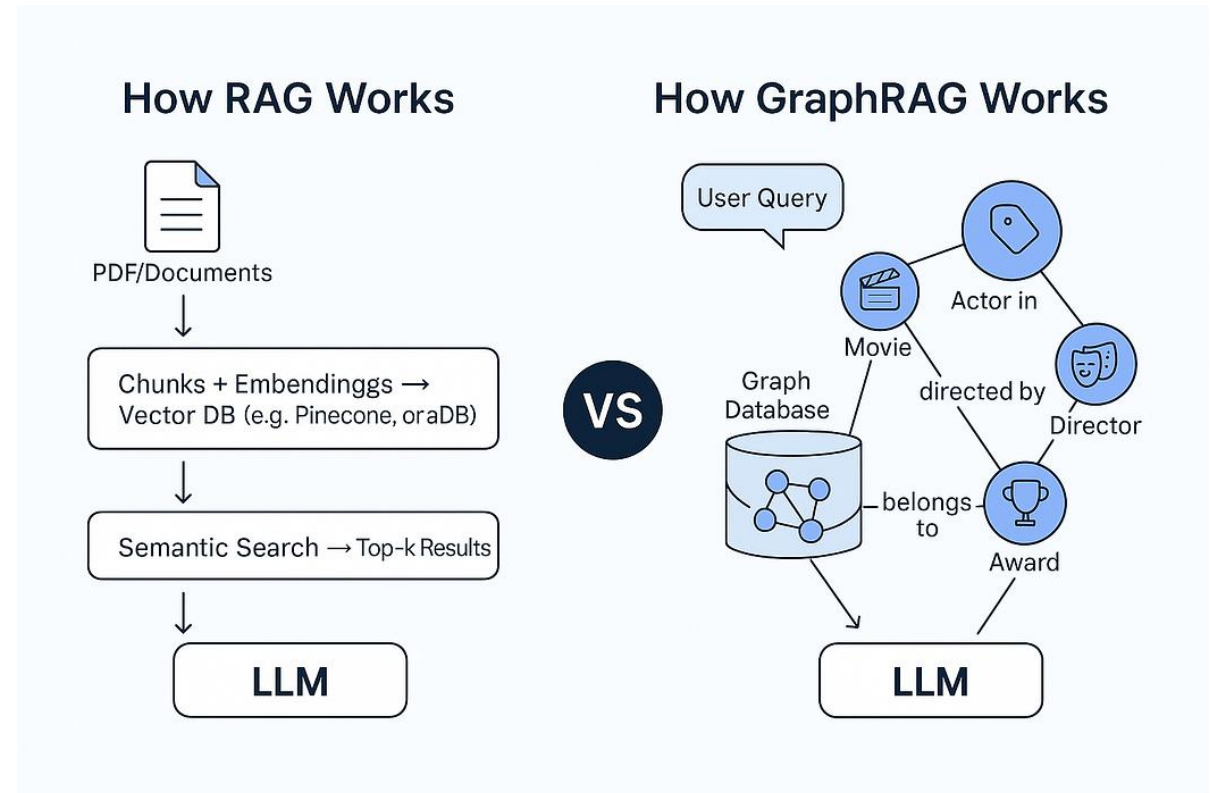 How RAG Works
PDF/Documents
Chunks + Embendinggs →
Vector DB (e.g. Pinecone, oraDB)
Semantic Search → Top-k Results
LLM
VS
How GraphRAG Works
User Query
Actor in
Movie
Graph
Database
directed by
Director
belongs
to
Award
LLM